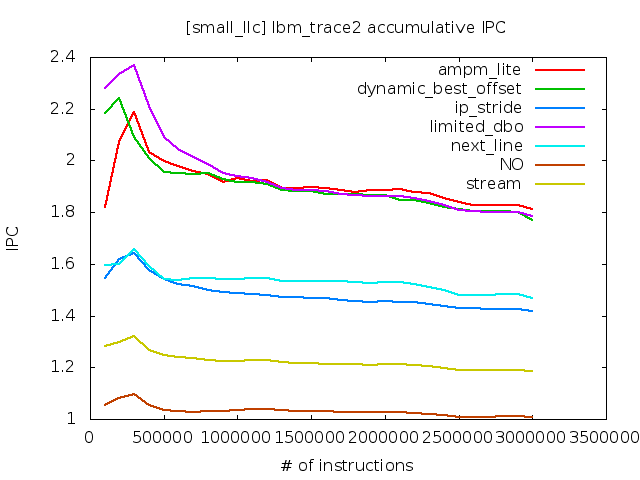 [small_llc] lbm_trace2 accumulative IPC
2.4
2.2
2
1.8
1.6
1.4
1.2
1
IPC
ampm_lite
dynamic_best_offset
ip_stride
limited_dbo
next_line
NO
stream
0 500000 1000000 1500000 2000000 2500000 3000000 3500000
# of instructions